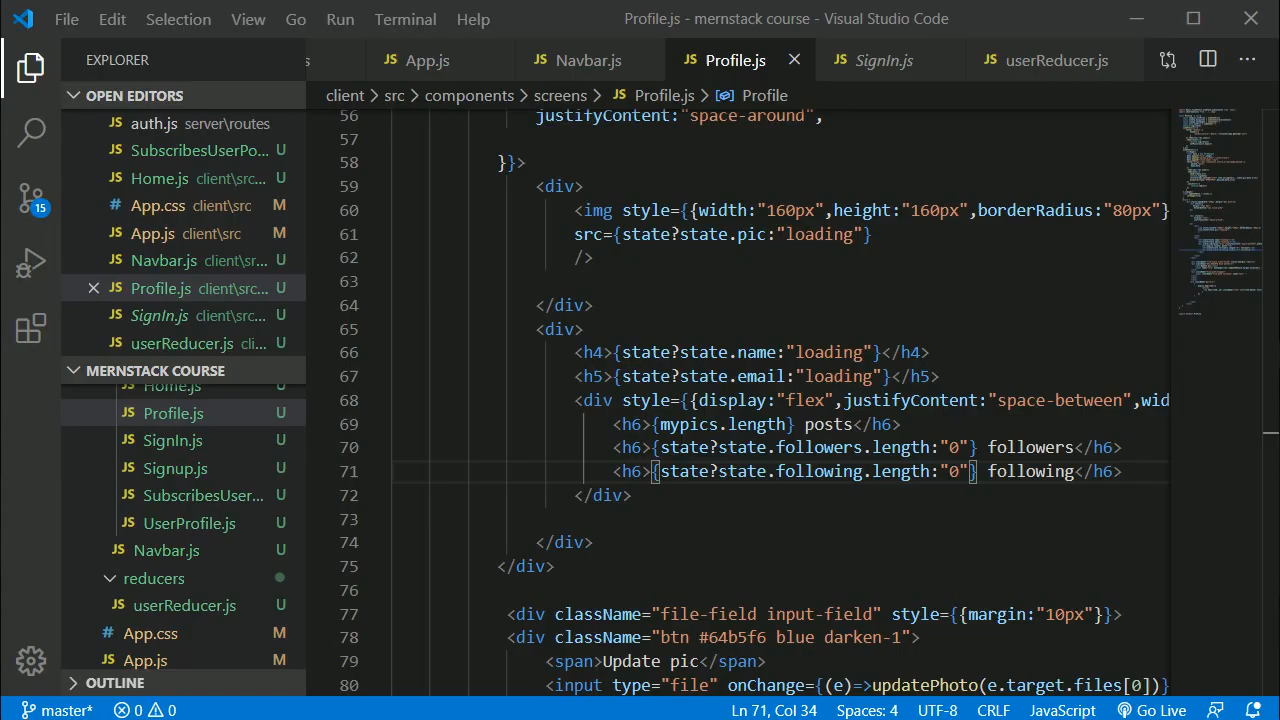 File Edit Selection View Go Run Terminal Help Profile.js - mernstack course - Visual Studio Code
EXPLORER
s JS App.js JS Navbar.js JS Profile.js JS SignIn.js JS userReducer.js
client > src > components > screens > JS Profile.js > Profile
OPEN EDITORS
JS auth.js server\routes
JS SubscribesUserPo... U
JS Home.js client\src... U
# App.css client\src M
JS App.js client\src M
JS Navbar.js client\src... U
JS Profile.js client\src... U
JS SignIn.js client\src... U
JS userReducer.js cli... U
MERNSTACK COURSE
JS Home.js U
JS Profile.js U
JS SignIn.js U
JS Signup.js U
JS SubscribesUser... U
JS UserProfile.js U
JS Navbar.js U
reducers
JS userReducer.js U
# App.css M
JS App.js M
OUTLINE
15
56 justifyContent:"space-around",
57
58 }}>
59 <div>
60 <img style={{width:"160px",height:"160px",borderRadius:"80px"}
61 src={state?state.pic:"loading"}
62 />
63
64 </div>
65 <div>
66 <h4>{state?state.name:"loading"}</h4>
67 <h5>{state?state.email:"loading"}</h5>
68 <div style={{display:"flex",justifyContent:"space-between",wid
69 <h6>{mypics.length} posts</h6>
70 <h6>{state?state.followers.length:"0"} followers</h6>
71 <h6>{state?state.following.length:"0"} following</h6>
72 </div>
73
74 </div>
75 </div>
76
77 <div className="file-field input-field" style={{margin:"10px"}}>
78 <div className="btn #64b5f6 blue darken-1">
79 <span>Update pic</span>
80 <input type="file" onChange={(e)=>updatePhoto(e.target.files[0])}
master* 0 0 Ln 71, Col 34 Spaces: 4 UTF-8 CRLF JavaScript Go Live